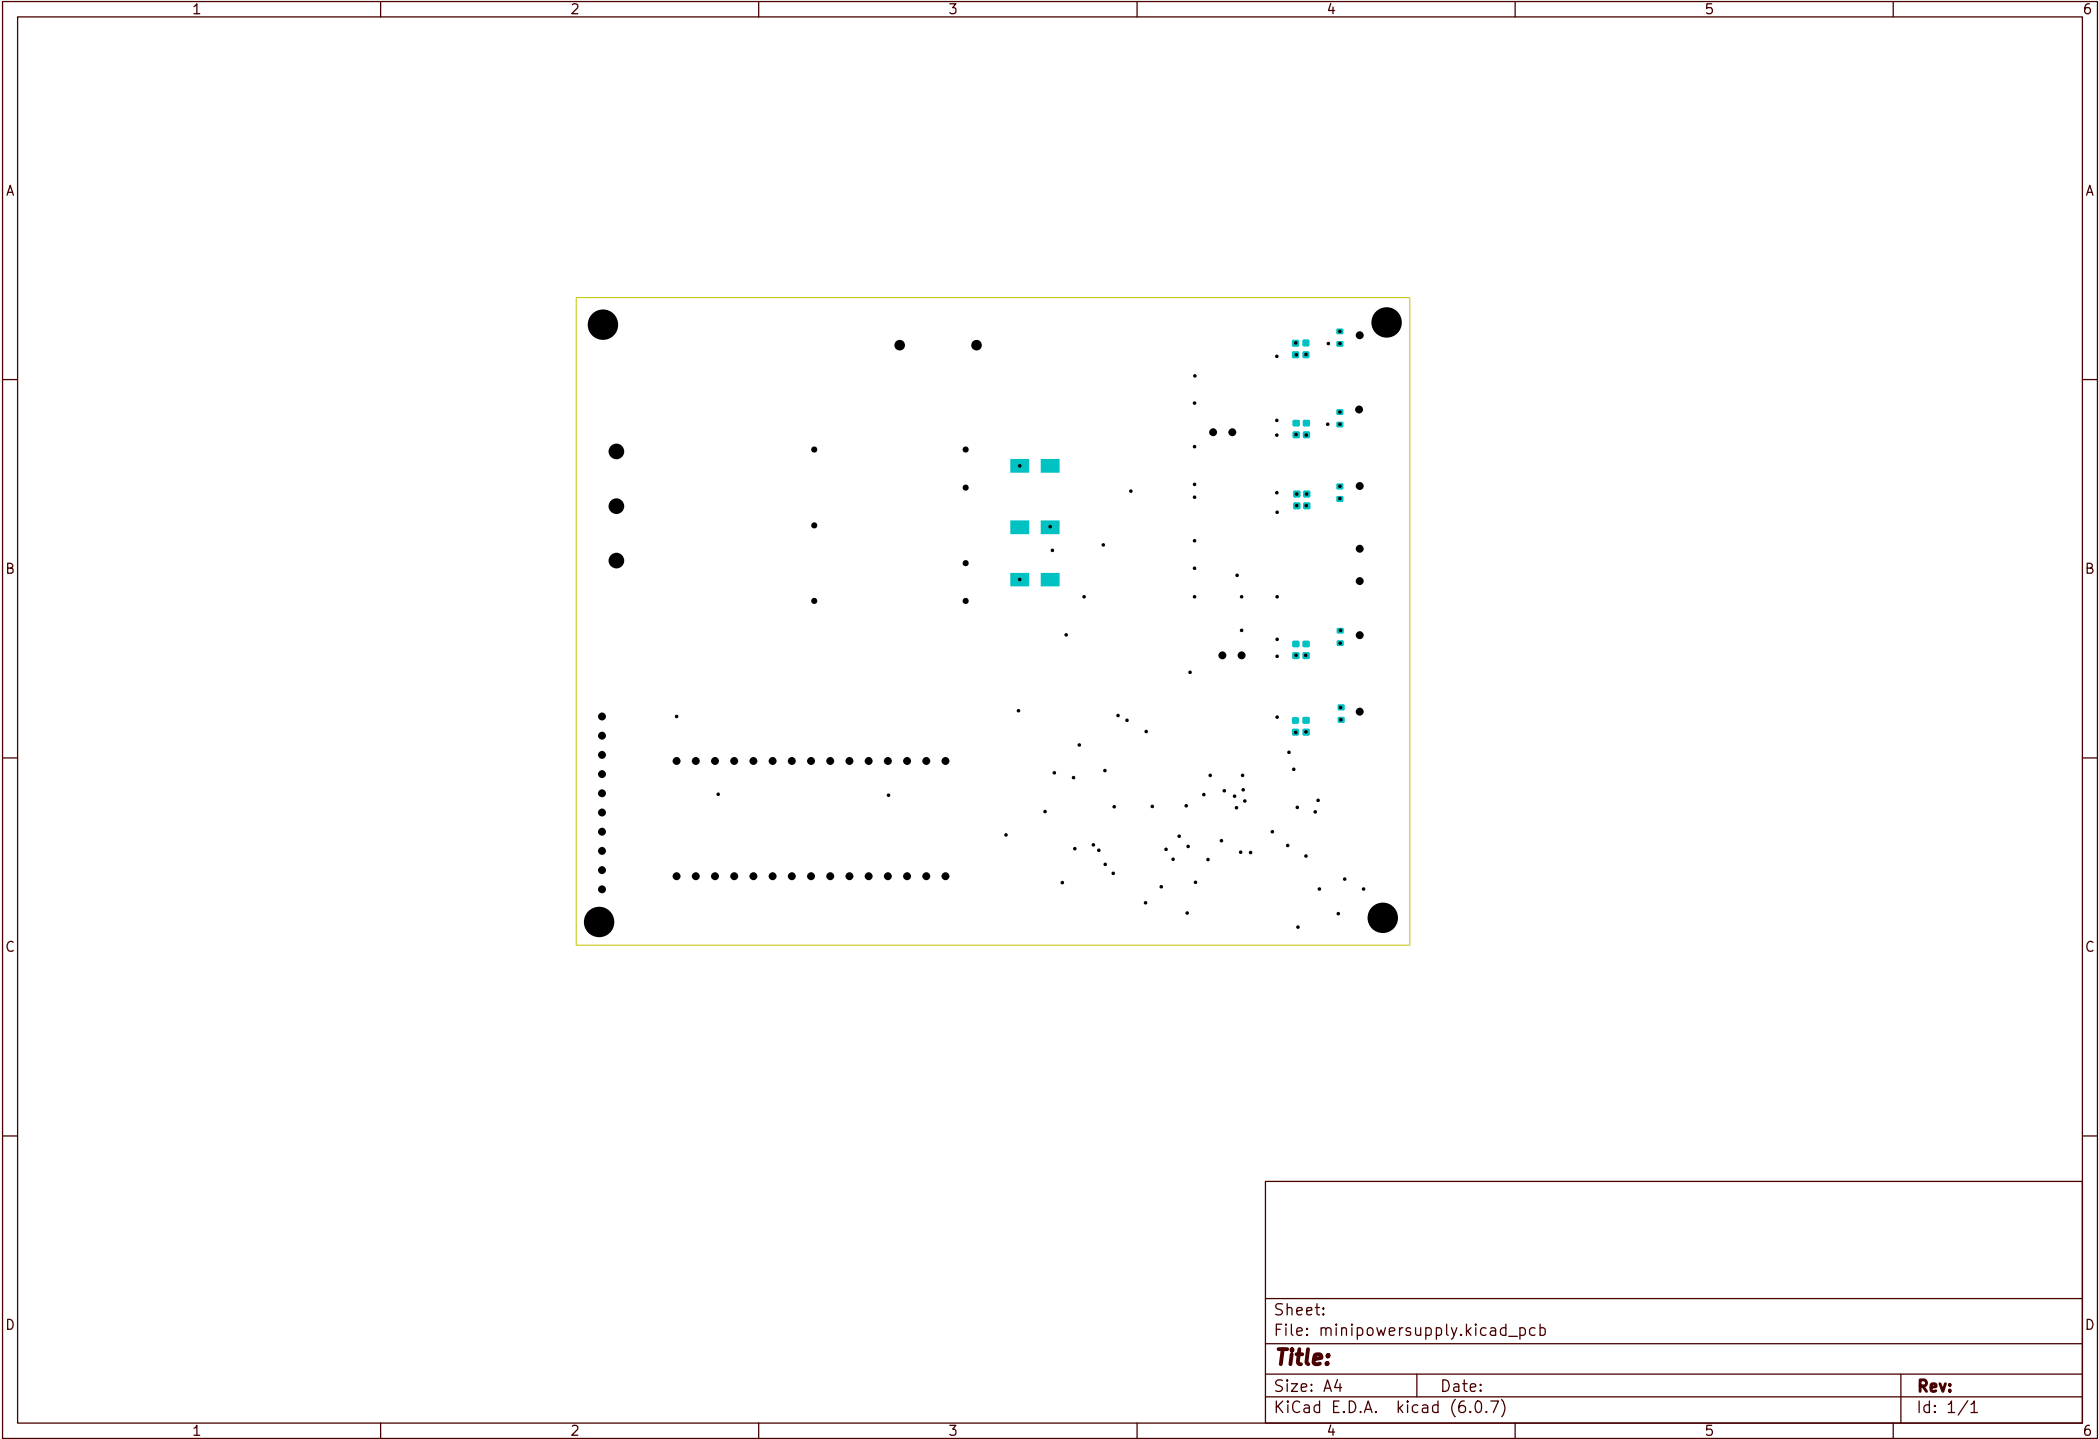 1 2 3 4 5 6
A A
B B
C C
Sheet:
File: minipowersupply.kicad_pcb
D D
Title:
Size: A4 Date: Rev:
KiCad E.D.A. kicad (6.0.7) Id: 1/1
1 2 3 4 5 6